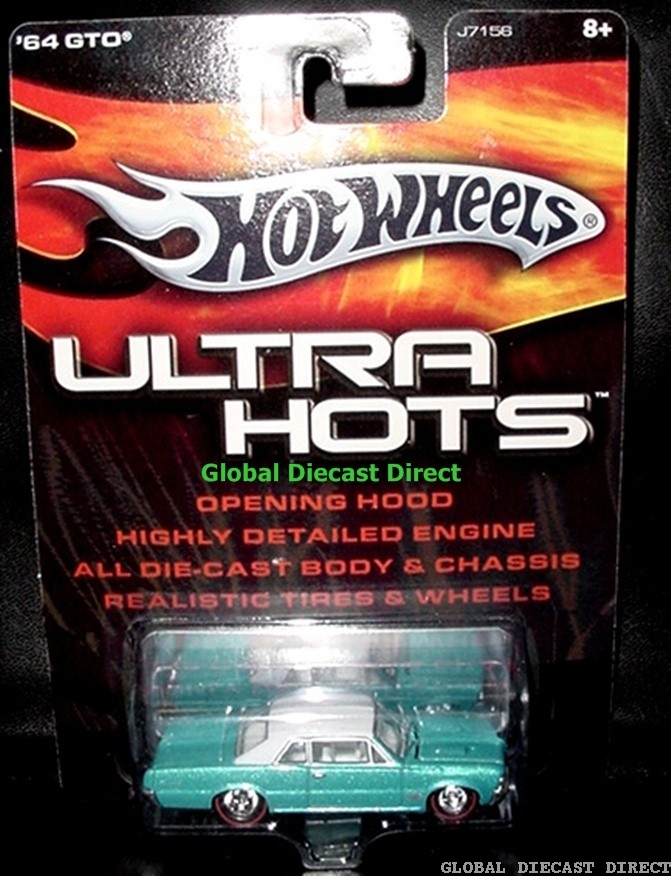 '64 GTO®
J7156
8+
HOT WHEELS®
ULTRA
HOTS™
Global Diecast Direct
OPENING HOOD
HIGHLY DETAILED ENGINE
ALL DIE-CAST BODY & CHASSIS
REALISTIC TIRES & WHEELS
GLOBAL DIECAST DIRECT